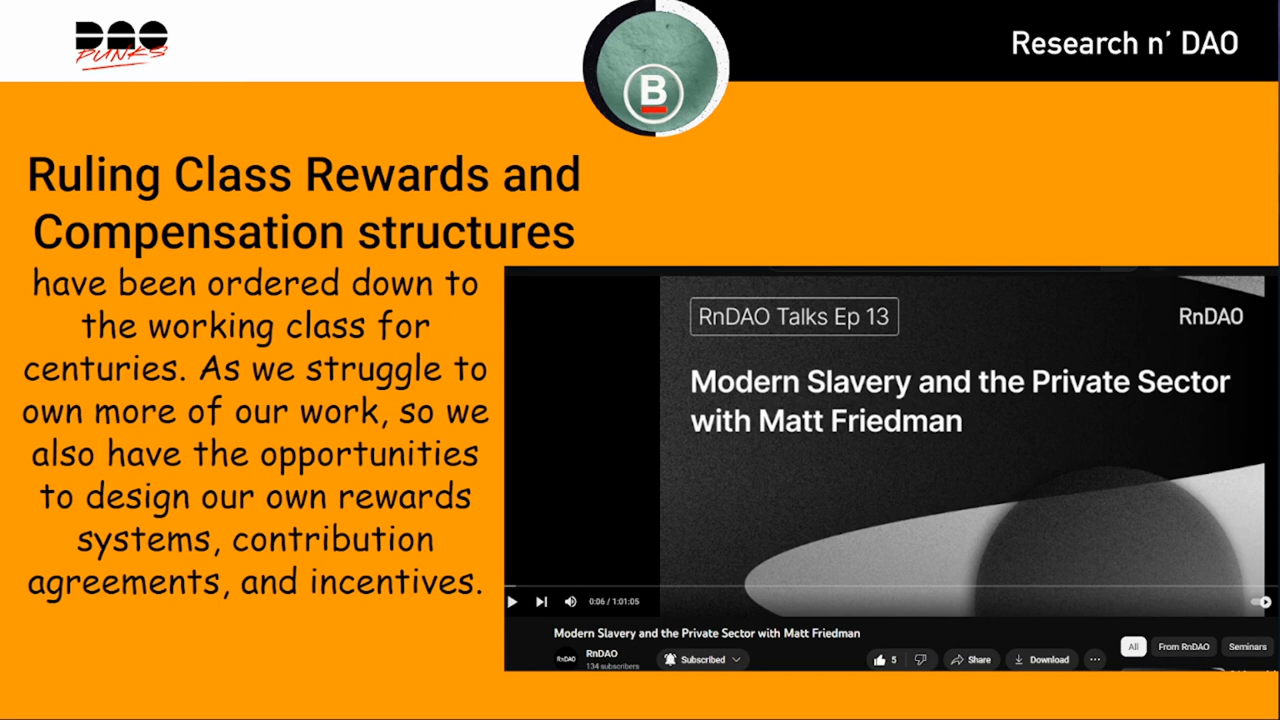 DAO
PUNKS
B
Research n’ DAO
Ruling Class Rewards and
Compensation structures
have been ordered down to
the working class for
centuries. As we struggle to
own more of our work, so we
also have the opportunities
to design our own rewards
systems, contribution
agreements, and incentives.
RnDAO Talks Ep 13
RnDAO
Modern Slavery and the Private Sector
with Matt Friedman
0:06 / 1:01:05
Modern Slavery and the Private Sector with Matt Friedman
RnDAO
RnDAO
134 subscribers
Subscribed
5
Share
Download
All
From RnDAO
Seminars